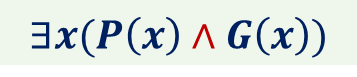 ∃x(P(x) ∧ G(x))